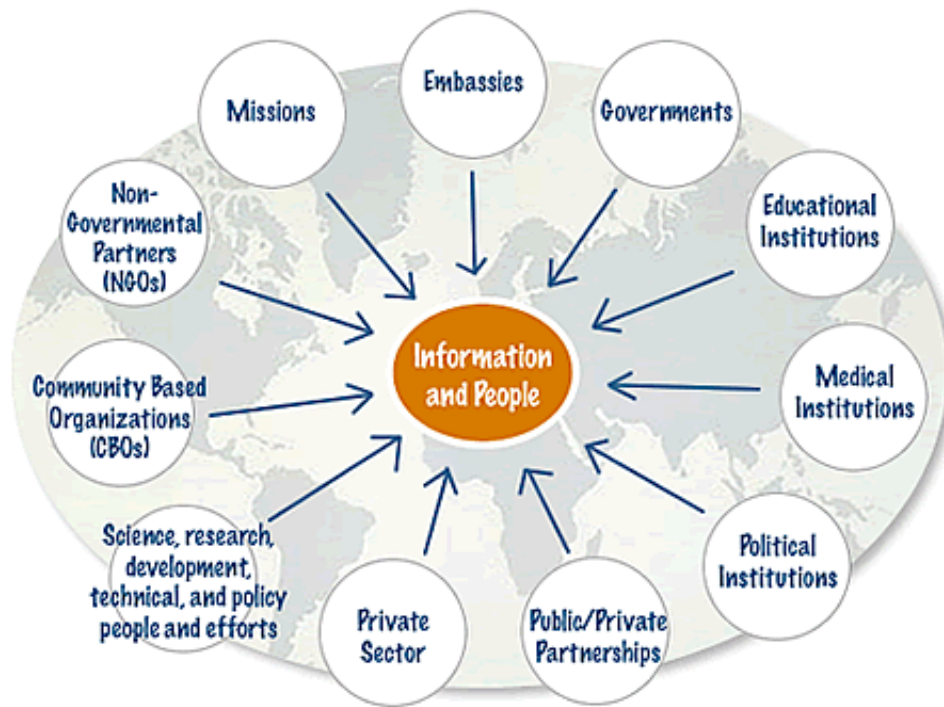 Embassies
Missions
Governments
Non-
Governmental
Partners
(NGOs)
Educational
Institutions
Information
and People
Community Based
Organizations
(CBOs)
Medical
Institutions
Science, research,
development,
technical, and policy
people and efforts
Political
Institutions
Private
Sector
Public/Private
Partnerships